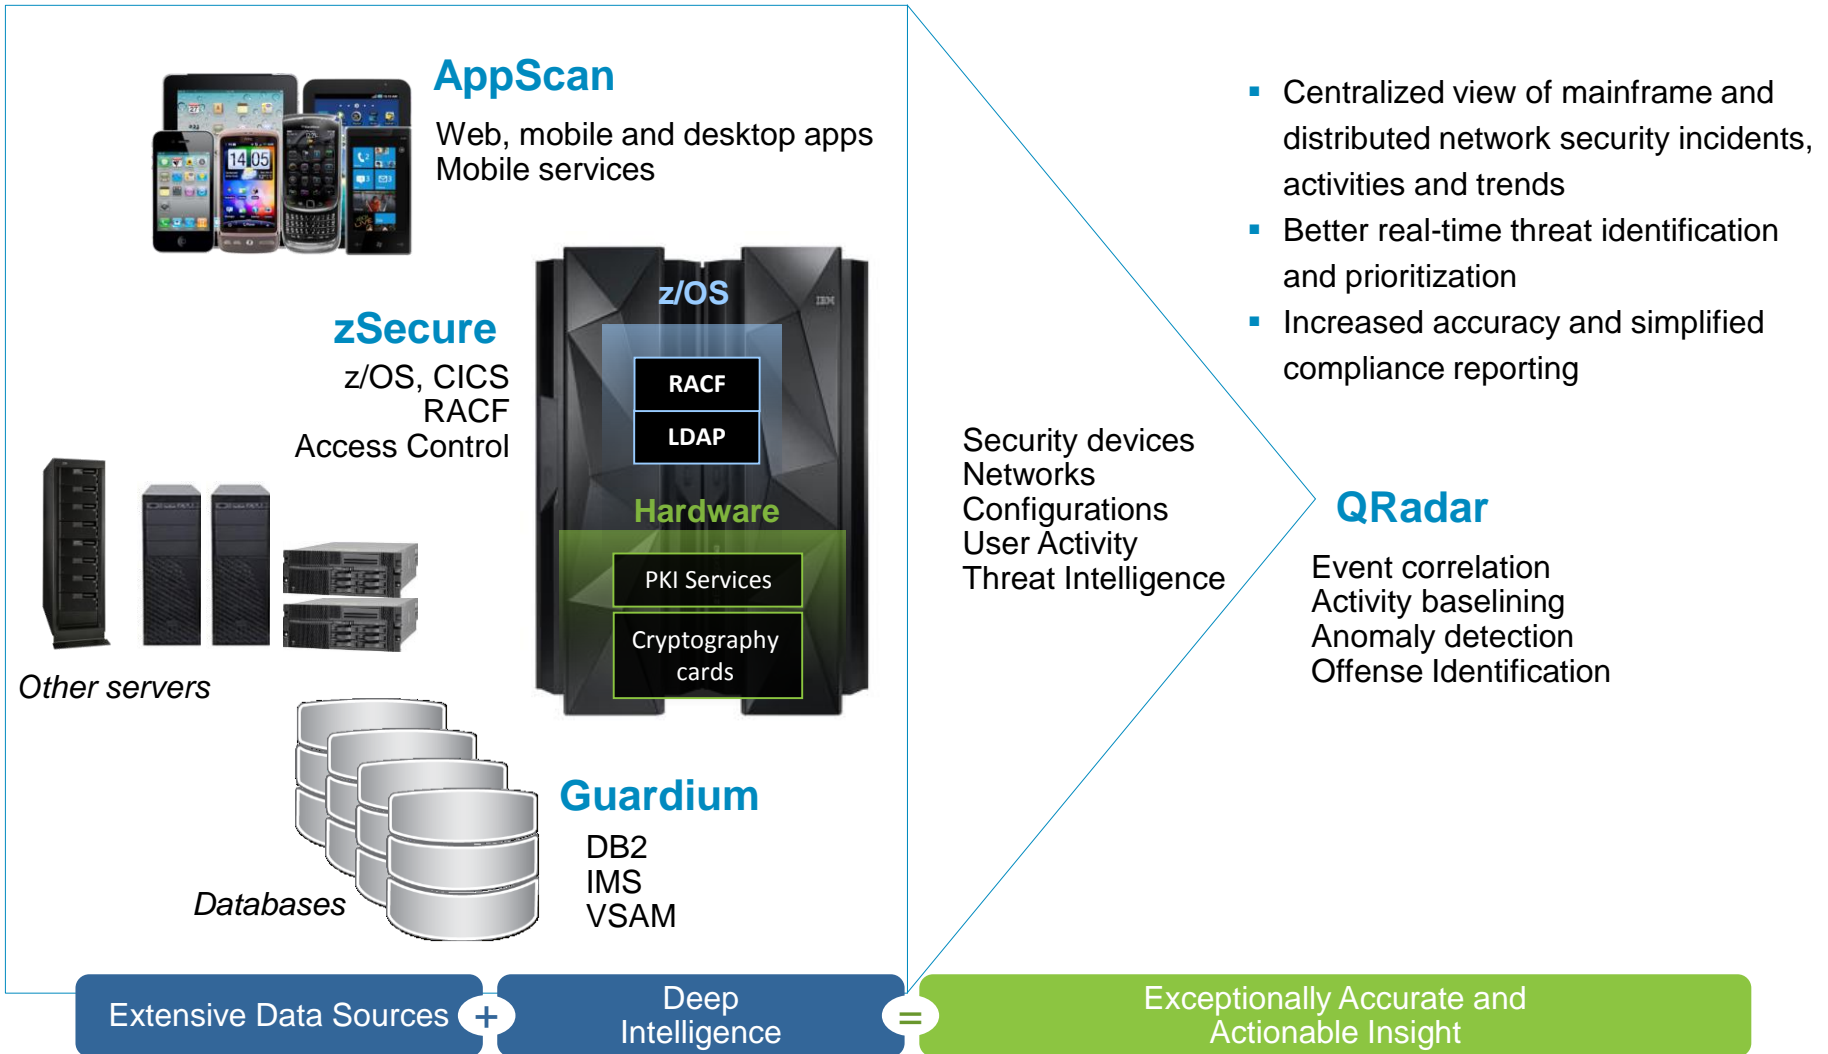 AppScan
Web, mobile and desktop apps
Mobile services
14 05
z/OS
IBM
zSecure
z/OS, CICS
RACF
Access Control
RACF
LDAP
Hardware
PKI Services
Cryptography
cards
Other servers
Databases
Guardium
DB2
IMS
VSAM
Security devices
Networks
Configurations
User Activity
Threat Intelligence
Centralized view of mainframe and
distributed network security incidents,
activities and trends
Better real-time threat identification
and prioritization
Increased accuracy and simplified
compliance reporting
QRadar
Event correlation
Activity baselining
Anomaly detection
Offense Identification
Extensive Data Sources
+
Deep
Intelligence
=
Exceptionally Accurate and
Actionable Insight